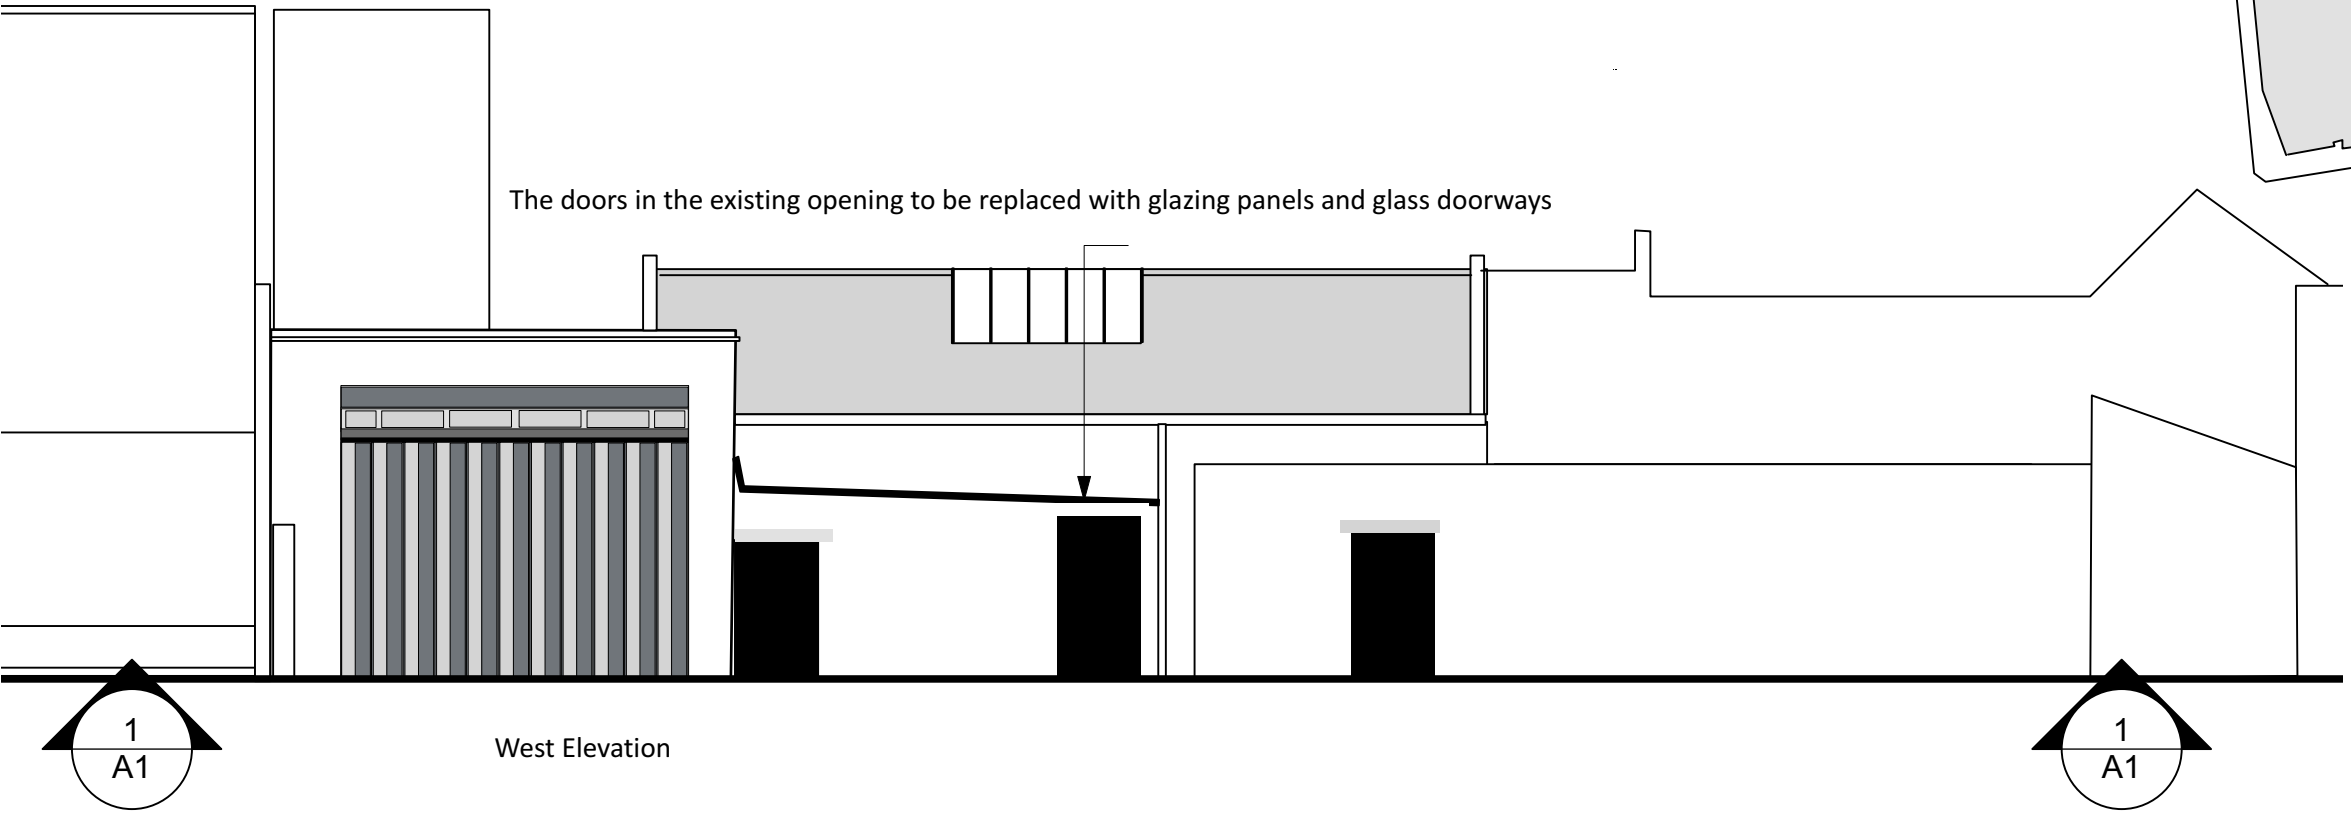 The doors in the existing opening to be replaced with glazing panels and glass doorways
1
A1
West Elevation
1
A1